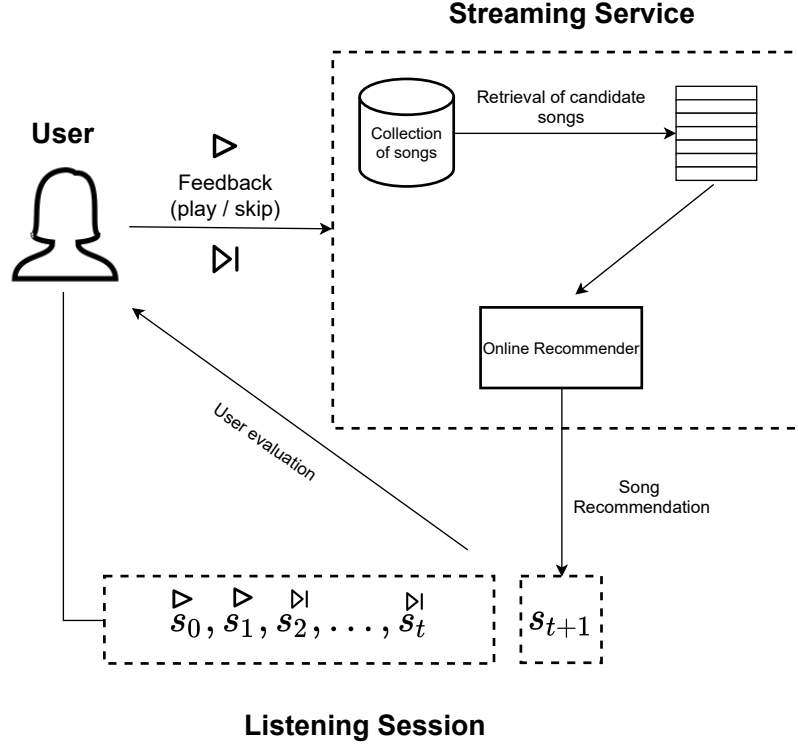 Streaming Service
User
Feedback
(play / skip)
Collection
of songs
Retrieval of candidate
songs
Online Recommender
User evaluation
Song
Recommendation
s_0, s_1, s_2, . . . , s_t
s_{t+1}
Listening Session